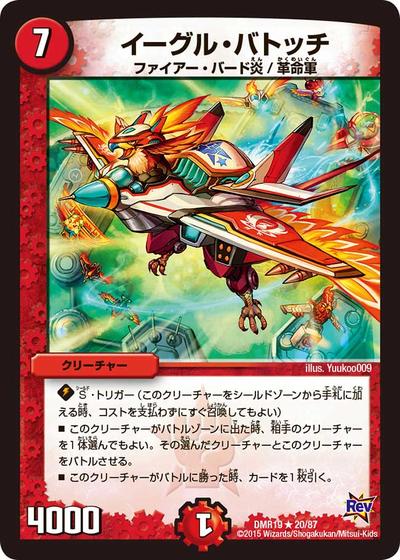 7
イーグル・バトッチ
ファイアー・バード炎 / 革命軍
えん
かくめいぐん
illus. Yuukoo009
クリーチャー
S・トリガー (このクリーチャーをシールドゾーンから手札に加
える時、コストを支払わずにすぐ召喚してもよい)
■ このクリーチャーがバトルゾーンに出た時、相手のクリーチャー
を1体選んでもよい。その選んだクリーチャーとこのクリーチャー
をバトルさせる。
■ このクリーチャーがバトルに勝った時、カードを1枚引く。
Rev
4000
1
DMR19 ★ 20/87
©2015 Wizards/Shogakukan/Mitsui-Kids